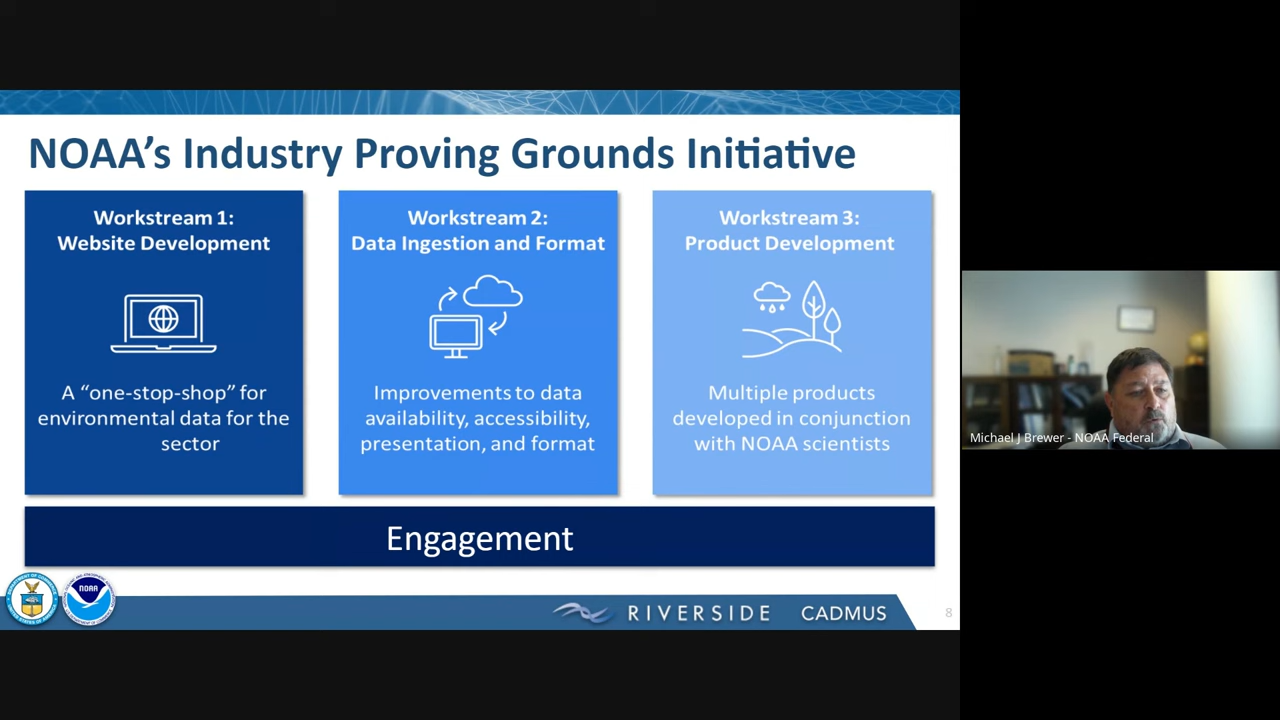 NOAA’s Industry Proving Grounds Initiative
Workstream 1:
Website Development
A “one-stop-shop” for
environmental data for the
sector
Workstream 2:
Data Ingestion and Format
Improvements to data
availability, accessibility,
presentation, and format
Workstream 3:
Product Development
Multiple products
developed in conjunction
with NOAA scientists
Engagement
NOAA
RIVERSIDE
CADMUS
8
Michael J Brewer - NOAA Federal